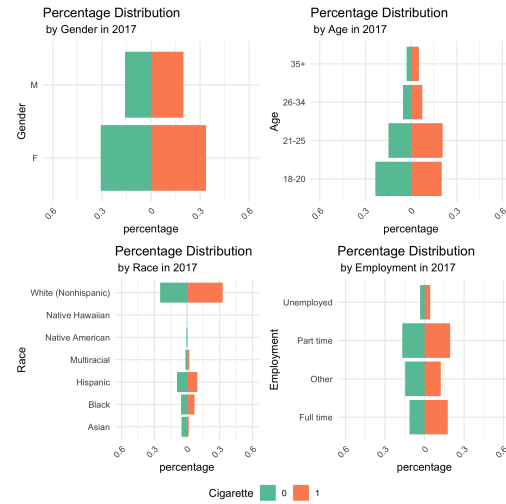 Percentage Distribution
by Gender in 2017
Gender
M
F
0.6
0.3
0
0.3
0.6
percentage
Percentage Distribution
by Age in 2017
Age
35+
26-34
21-25
18-20
0.6
0.3
0
0.3
0.6
percentage
Percentage Distribution
by Race in 2017
Race
White (Nonhispanic)
Native Hawaiian
Native American
Multiracial
Hispanic
Black
Asian
0.6
0.3
0
0.3
0.6
percentage
Percentage Distribution
by Employment in 2017
Employment
Unemployed
Part time
Other
Full time
0.6
0.3
0
0.3
0.6
percentage
Cigarette 0 1